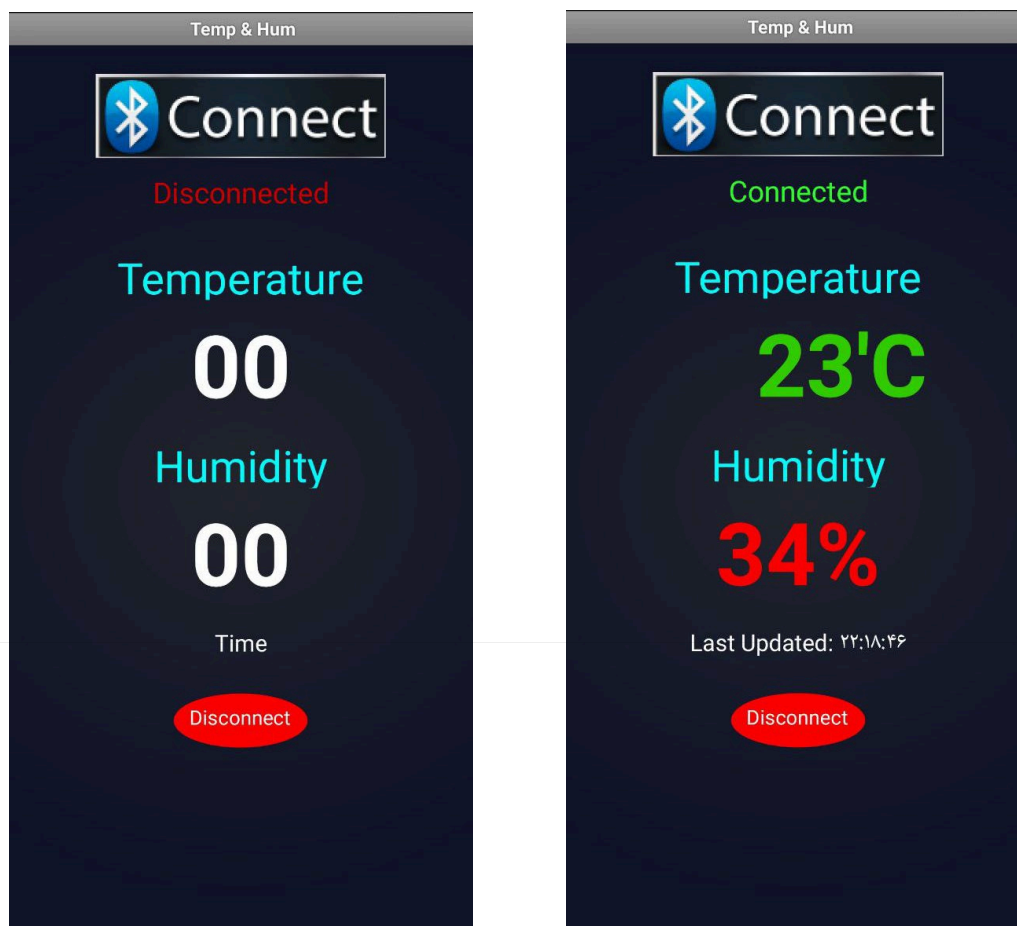 Temp & Hum
Connect
Disconnected
Temperature
00
Humidity
00
Time
Disconnect
Temp & Hum
Connect
Connected
Temperature
23'C
Humidity
34%
Last Updated: ۲۲:۱۸:۴۶
Disconnect